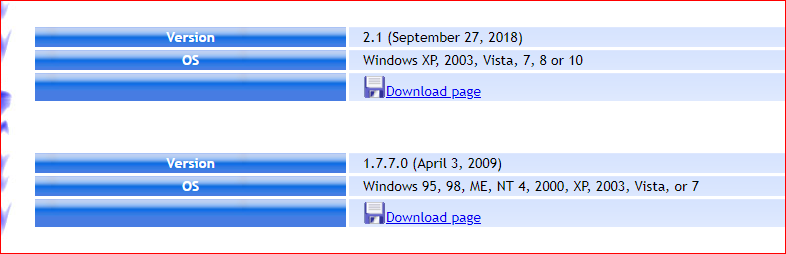 Version 2.1 (September 27, 2018)
OS Windows XP, 2003, Vista, 7, 8 or 10
Download page
Version 1.7.7.0 (April 3, 2009)
OS Windows 95, 98, ME, NT 4, 2000, XP, 2003, Vista, or 7
Download page